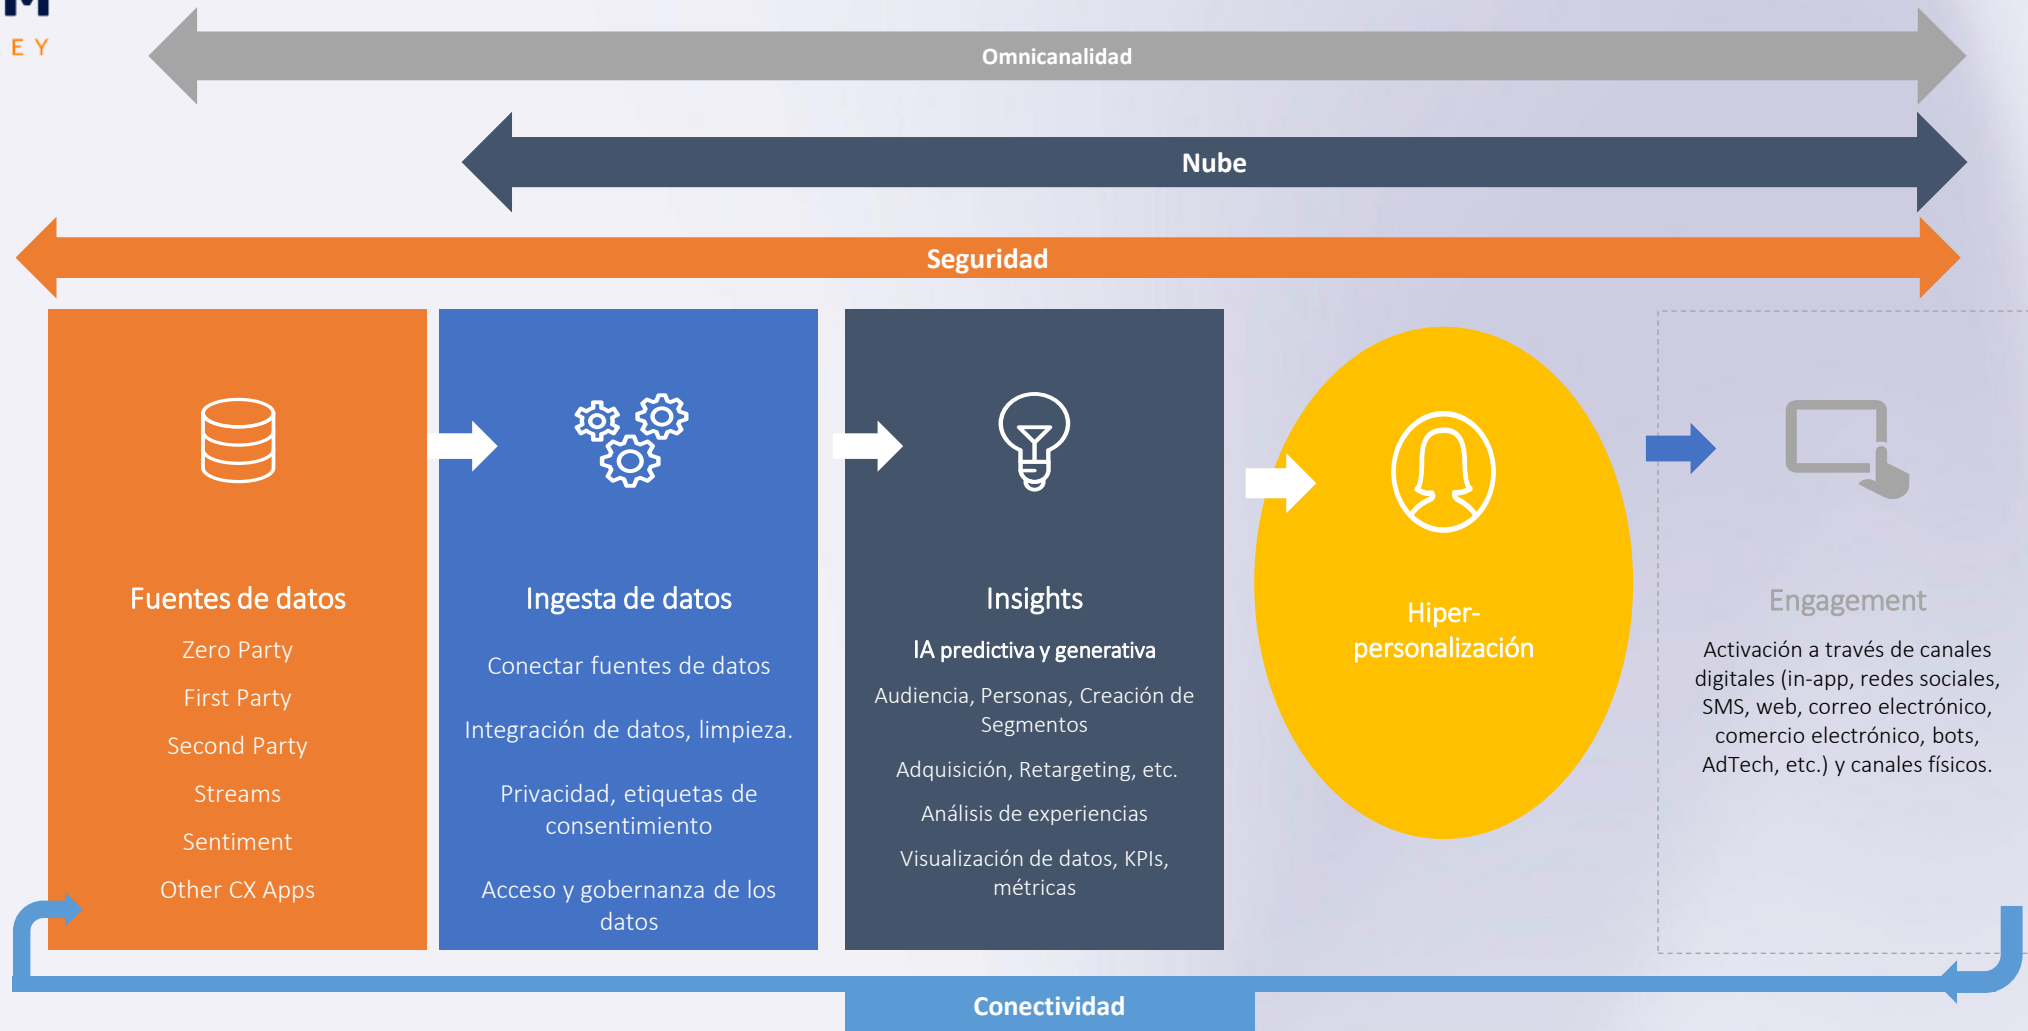 M
E Y
Omnicanalidad
Nube
Seguridad
Fuentes de datos
Zero Party
First Party
Second Party
Streams
Sentiment
Other CX Apps
Ingesta de datos
Conectar fuentes de datos
Integración de datos, limpieza.
Privacidad, etiquetas de
consentimiento
Acceso y gobernanza de los
datos
Insights
IA predictiva y generativa
Audiencia, Personas, Creación de
Segmentos
Adquisición, Retargeting, etc.
Análisis de experiencias
Visualización de datos, KPIs,
métricas
Hiper-
personalización
Engagement
Activación a través de canales
digitales (in-app, redes sociales,
SMS, web, correo electrónico,
comercio electrónico, bots,
AdTech, etc.) y canales físicos.
Conectividad